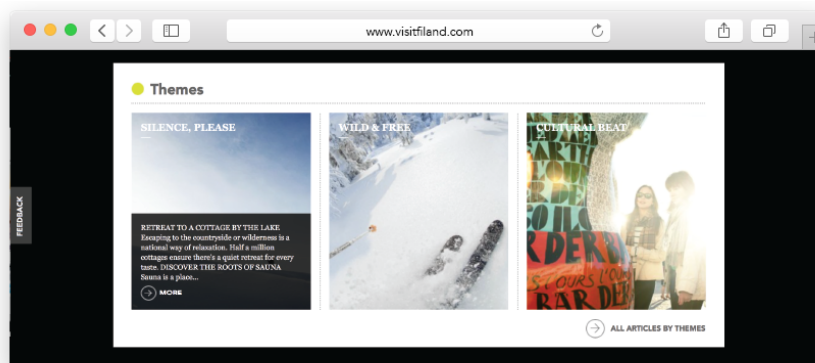 www.visitfiland.com
Themes
SILENCE, PLEASE
RETREAT TO A COTTAGE BY THE LAKE
Escaping to the countryside or wilderness is a
national way of relaxation. Half a million
cottages ensure there's a quiet retreat for every
taste. DISCOVER THE ROOTS OF SAUNA
Sauna is a place...
MORE
WILD & FREE
CULTURAL BEAT
BAR DE
ALL ARTICLES BY THEMES
FEEDBACK